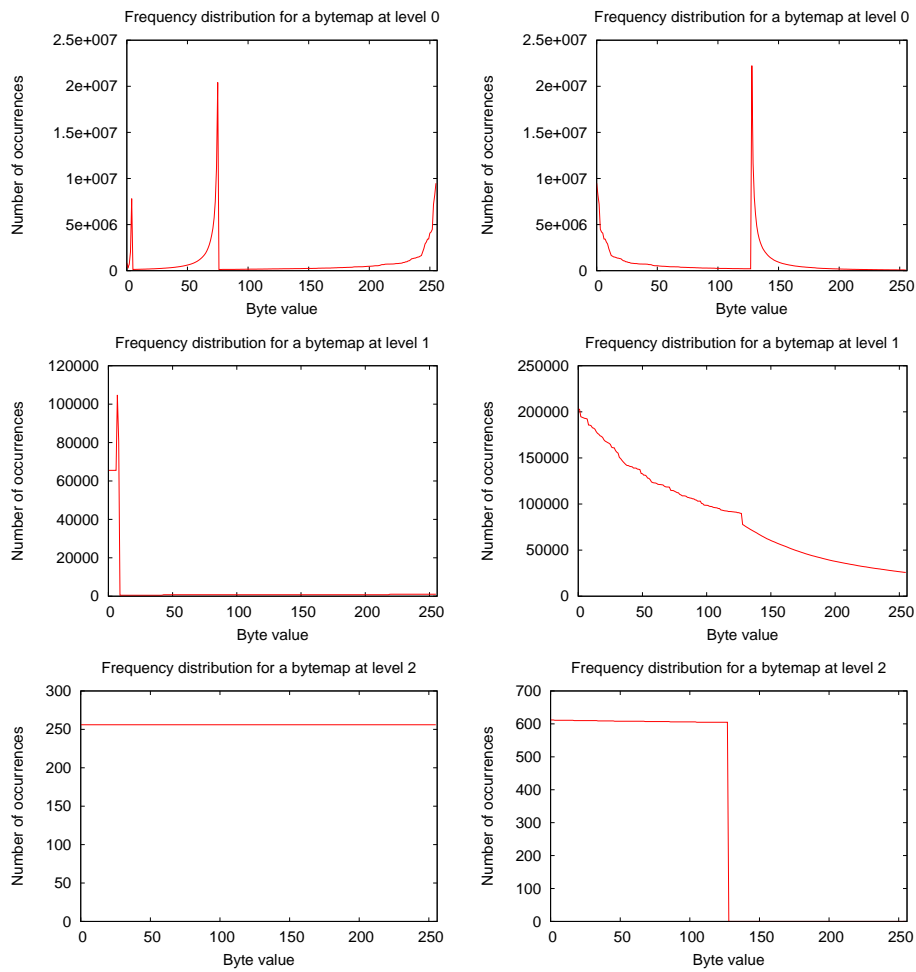 Frequency distribution for a bytemap at level 0
Number of occurrences
2.5e+007
2e+007
1.5e+007
1e+007
5e+006
0
0 50 100 150 200 250
Byte value
Frequency distribution for a bytemap at level 0
Number of occurrences
2.5e+007
2e+007
1.5e+007
1e+007
5e+006
0
0 50 100 150 200 250
Byte value
Frequency distribution for a bytemap at level 1
Number of occurrences
120000
100000
80000
60000
40000
20000
0
0 50 100 150 200 250
Byte value
Frequency distribution for a bytemap at level 1
Number of occurrences
250000
200000
150000
100000
50000
0
0 50 100 150 200 250
Byte value
Frequency distribution for a bytemap at level 2
Number of occurrences
300
250
200
150
100
50
0
0 50 100 150 200 250
Byte value
Frequency distribution for a bytemap at level 2
Number of occurrences
700
600
500
400
300
200
100
0
0 50 100 150 200 250
Byte value